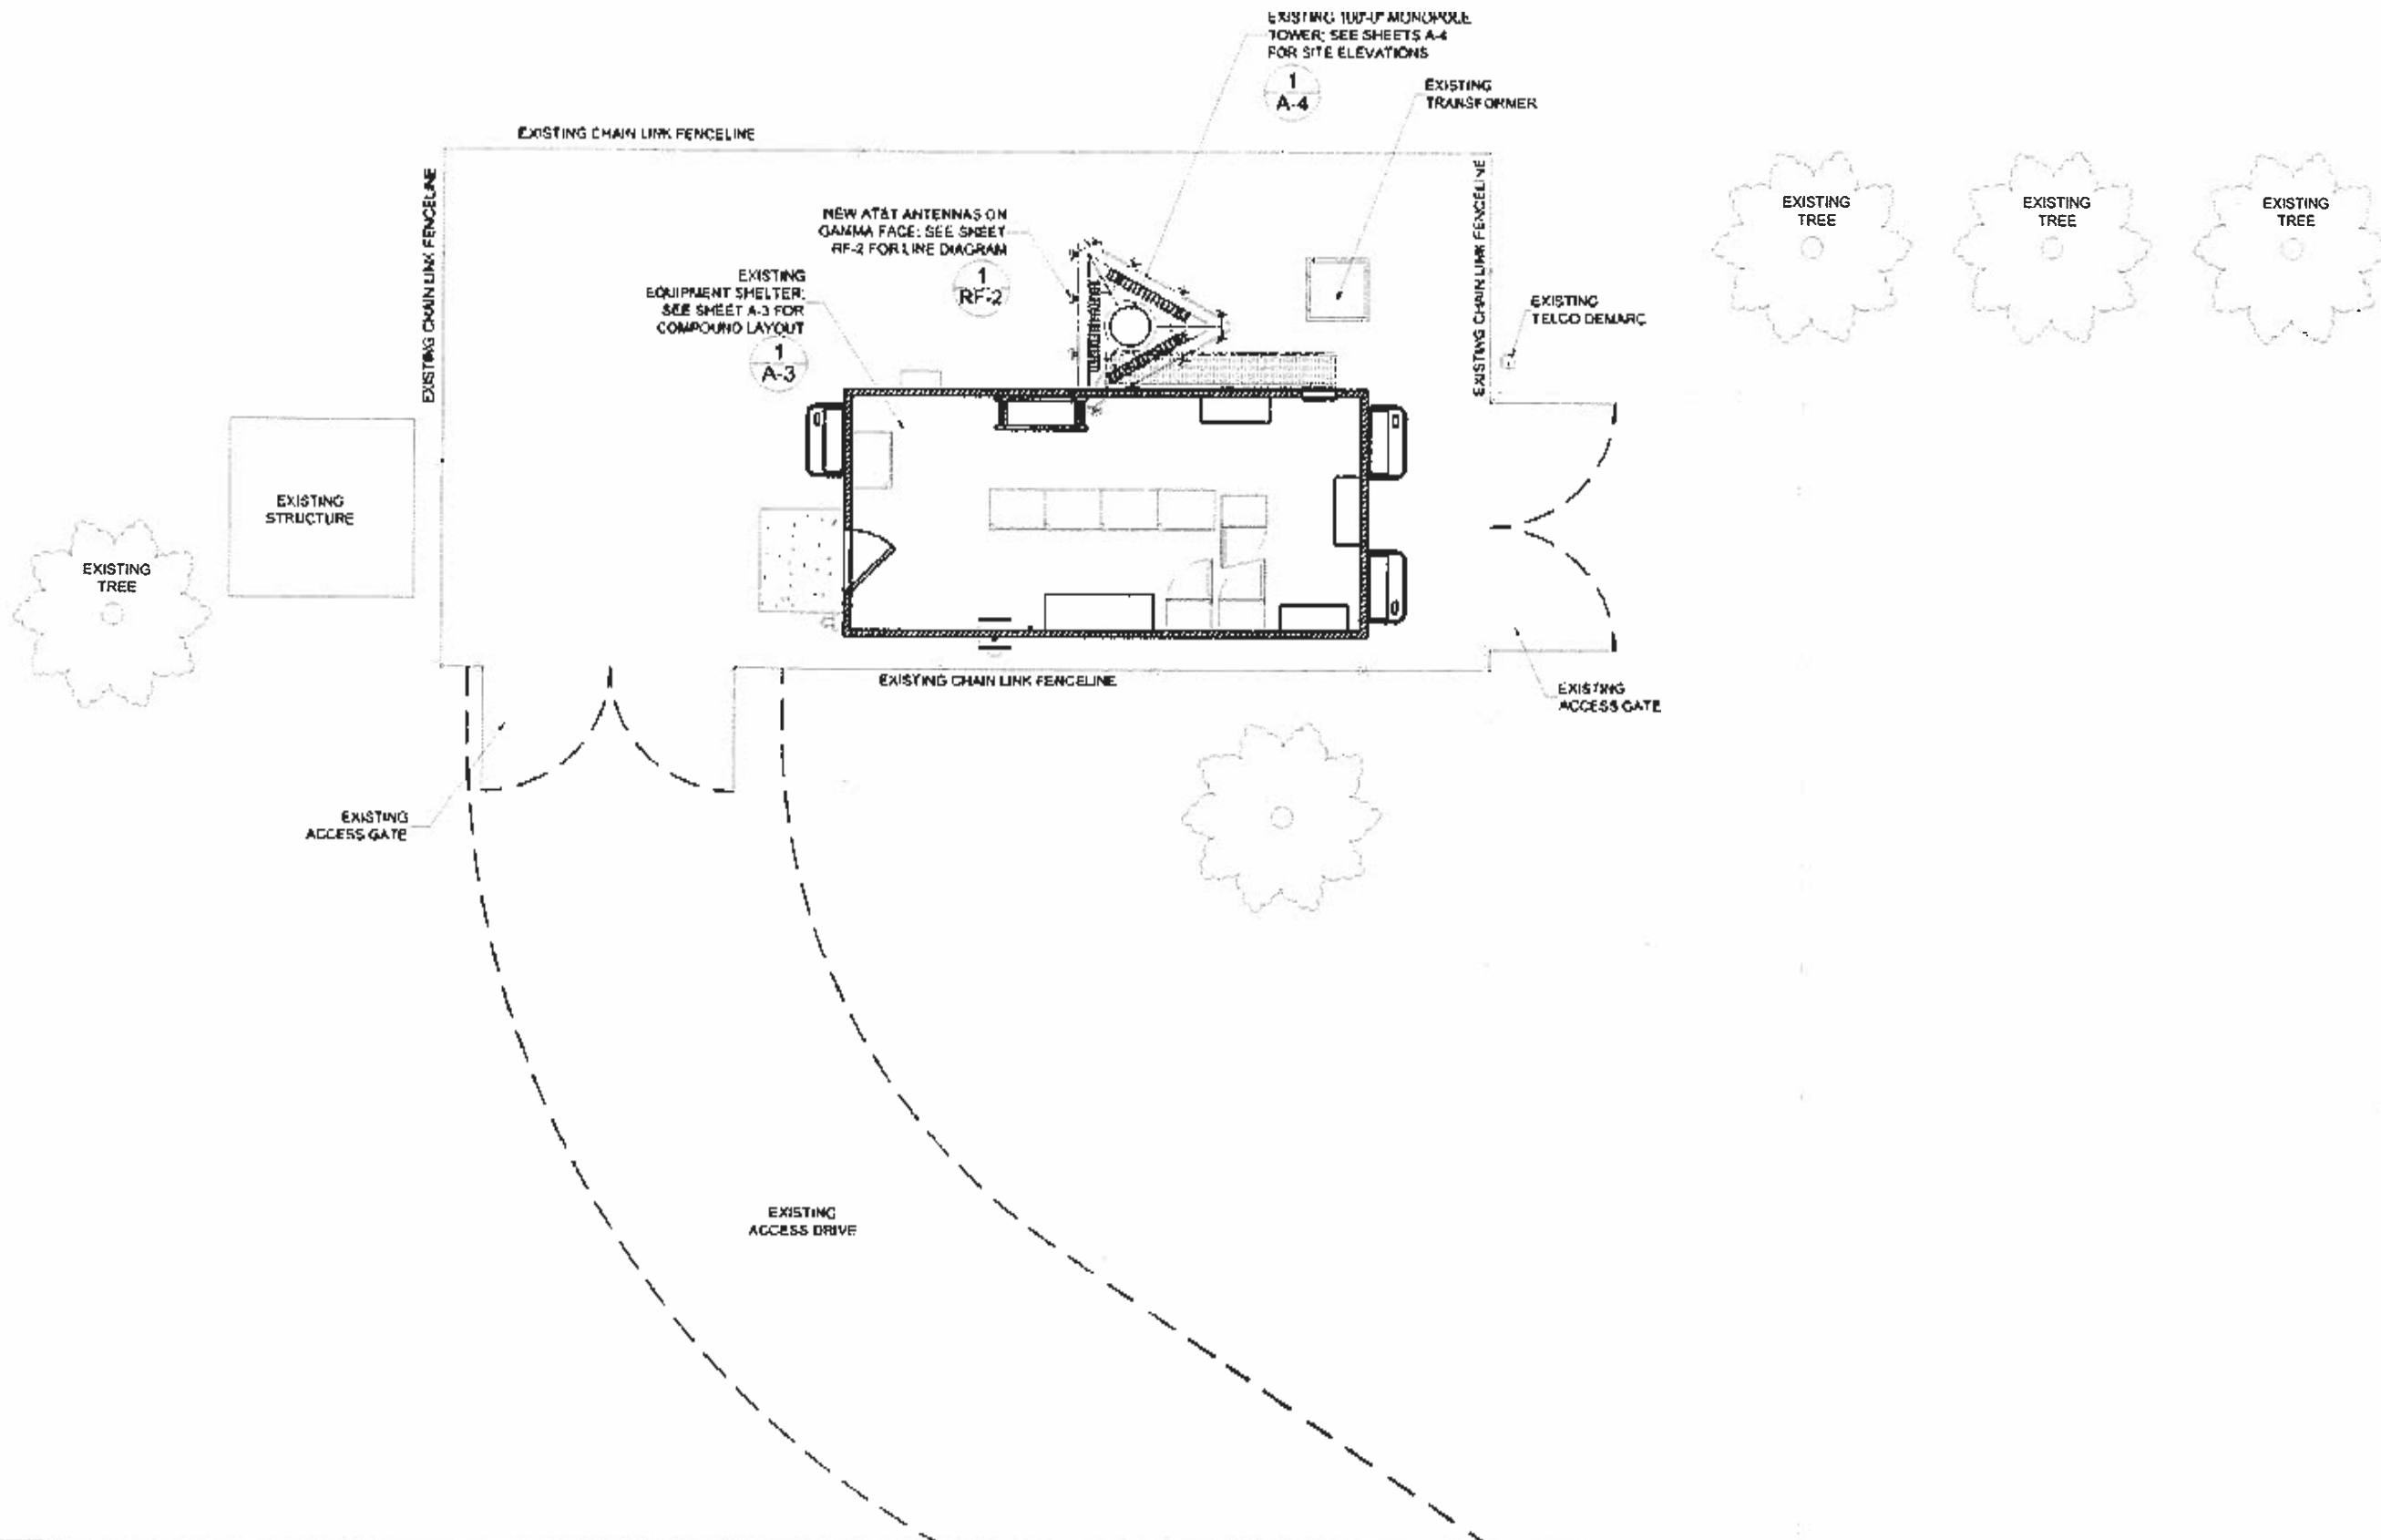 EXISTING 100'-0" MONOPOLE
TOWER; SEE SHEETS A-4
FOR SITE ELEVATIONS
1
A-4
EXISTING
TRANSFORMER
EXISTING CHAIN LINK FENCELINE
EXISTING CHAIN LINK FENCELINE
EXISTING CHAIN LINK FENCELINE
NEW AT&T ANTENNAS ON
GAMMA FACE; SEE SHEET
RF-2 FOR LINE DIAGRAM
1
RF-2
EXISTING
EQUIPMENT SHELTER;
SEE SHEET A-3 FOR
COMPOUND LAYOUT
1
A-3
EXISTING
TREE
EXISTING
TREE
EXISTING
TREE
EXISTING
TELCO DEMARC
EXISTING
STRUCTURE
EXISTING
TREE
EXISTING CHAIN LINK FENCELINE
EXISTING
ACCESS GATE
EXISTING
ACCESS GATE
EXISTING
ACCESS DRIVE